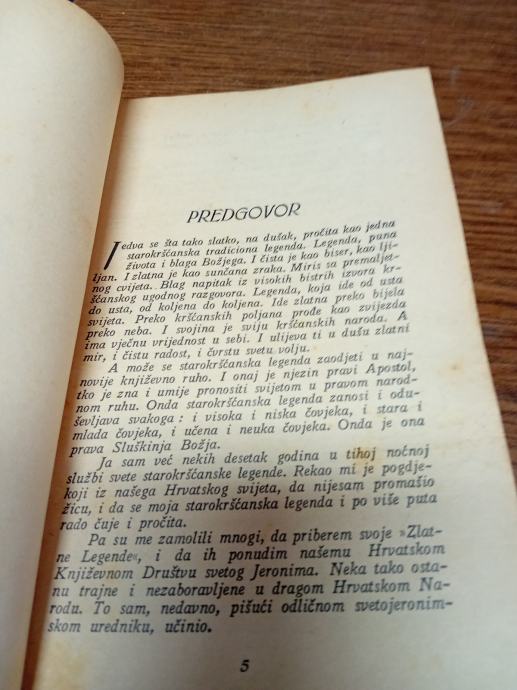 PREDGOVOR
Jedva se šta tako slatko, na dušak, pročita kao jedna
starokršćanska tradiciona legenda. Legenda, puna
života i blaga Božjega. I čista je kao biser, kao lji-
ljan. I zlatna je kao sunčana zraka. Miris sa premaljet-
nog cvijeta. Blag napitak iz visokih bistrih izvora kr-
šćanskog ugodnog razgovora. Legenda, koja ide od usta
do usta, od koljena do koljena. Ide zlatna preko bijela
svijeta. Preko kršćanskih poljana prođe kao zvijezda
preko neba. I svojina je sviju kršćanskih naroda. A
ima vječnu vrijednost u sebi. I ulijeva ti u dušu zlatni
mir, i čistu radost, i čvrstu svetu volju.
A može se starokršćanska legenda zaodjeti u naj-
novije književno ruho. I onaj je njezin pravi Apostol,
tko je zna i umije pronositi svijetom u pravom narod-
nom ruhu. Onda starokršćanska legenda zanosi i odu-
ševljava svakoga: i visoka i niska čovjeka, i stara i
mlada čovjeka, i učena i neuka čovjeka. Onda je ona
prava Sluškinja Božja.
Ja sam već nekih desetak godina u tihoj noćnoj
službi svete starokršćanske legende. Rekao mi je pogdje-
koji iz našega Hrvatskog svijeta, da nijesam promašio
žicu, i da se moja starokršćanska legenda i po više puta
rado čuje i pročita.
Pa su me zamolili mnogi, da priberem svoje »Zlat-
ne Legende«, i da ih ponudim našemu Hrvatskom
Književnom Društvu svetog Jeronima. Neka tako osta-
nu trajne i nezaboravljene u dragom Hrvatskom Na-
rodu. To sam, nedavno, pišući odličnom svetojeronim-
skom uredniku, učinio.
5